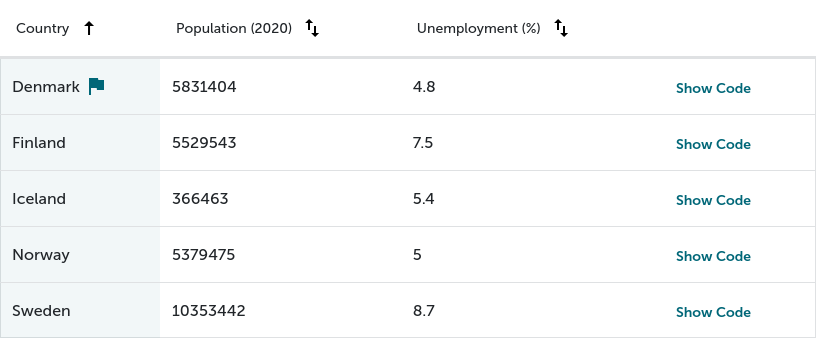 Country Population (2020) Unemployment (%)
Denmark 5831404 4.8 Show Code
Finland 5529543 7.5 Show Code
Iceland 366463 5.4 Show Code
Norway 5379475 5 Show Code
Sweden 10353442 8.7 Show Code